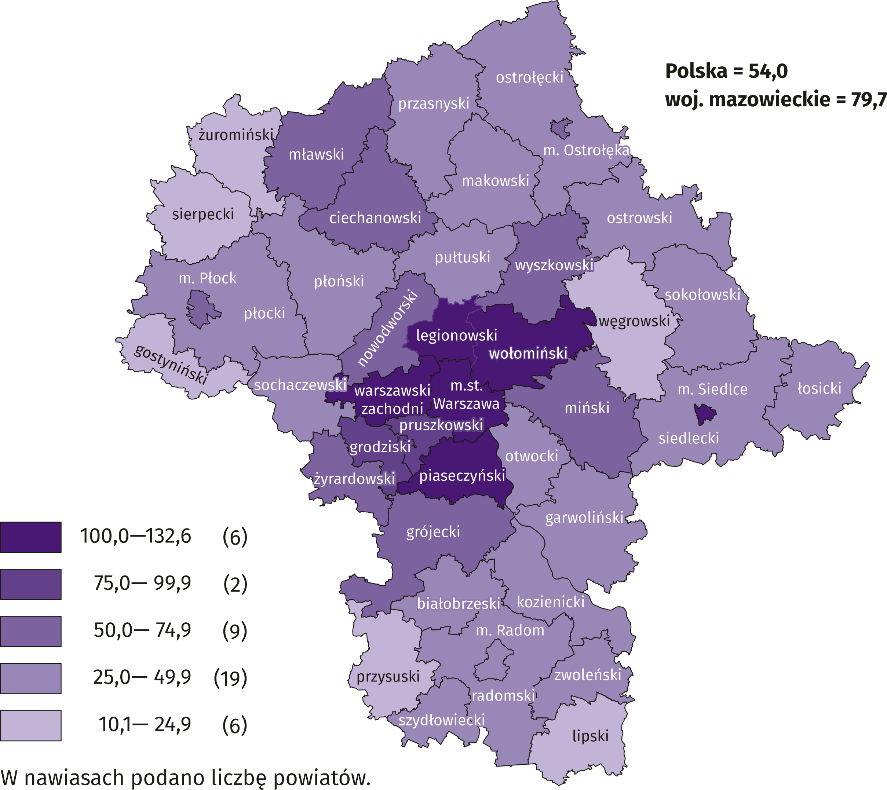 Polska = 54,0
woj. mazowieckie = 79,7
ostrołęcki
przasnyski
żuromiński
mławski
m. Ostrołęka
makowski
sierpecki
ciechanowski
ostrowski
pułtuski
wyszkowski
m. Płock
płoński
sokołowski
płocki
nowodworski
legionowski
węgrowski
wołomiński
gostyniński
sochaczewski
warszawski
zachodni
m.st.
Warszawa
m. Siedlce
łosicki
miński
pruszkowski
siedlecki
grodziski
otwocki
żyrardowski
piaseczyński
garwoliński
grójecki
białobrzeski
kozienicki
m. Radom
przysuski
zwoleński
radomski
szydłowiecki
lipski
100,0—132,6 (6)
75,0— 99,9 (2)
50,0— 74,9 (9)
25,0— 49,9 (19)
10,1— 24,9 (6)
W nawiasach podano liczbę powiatów.